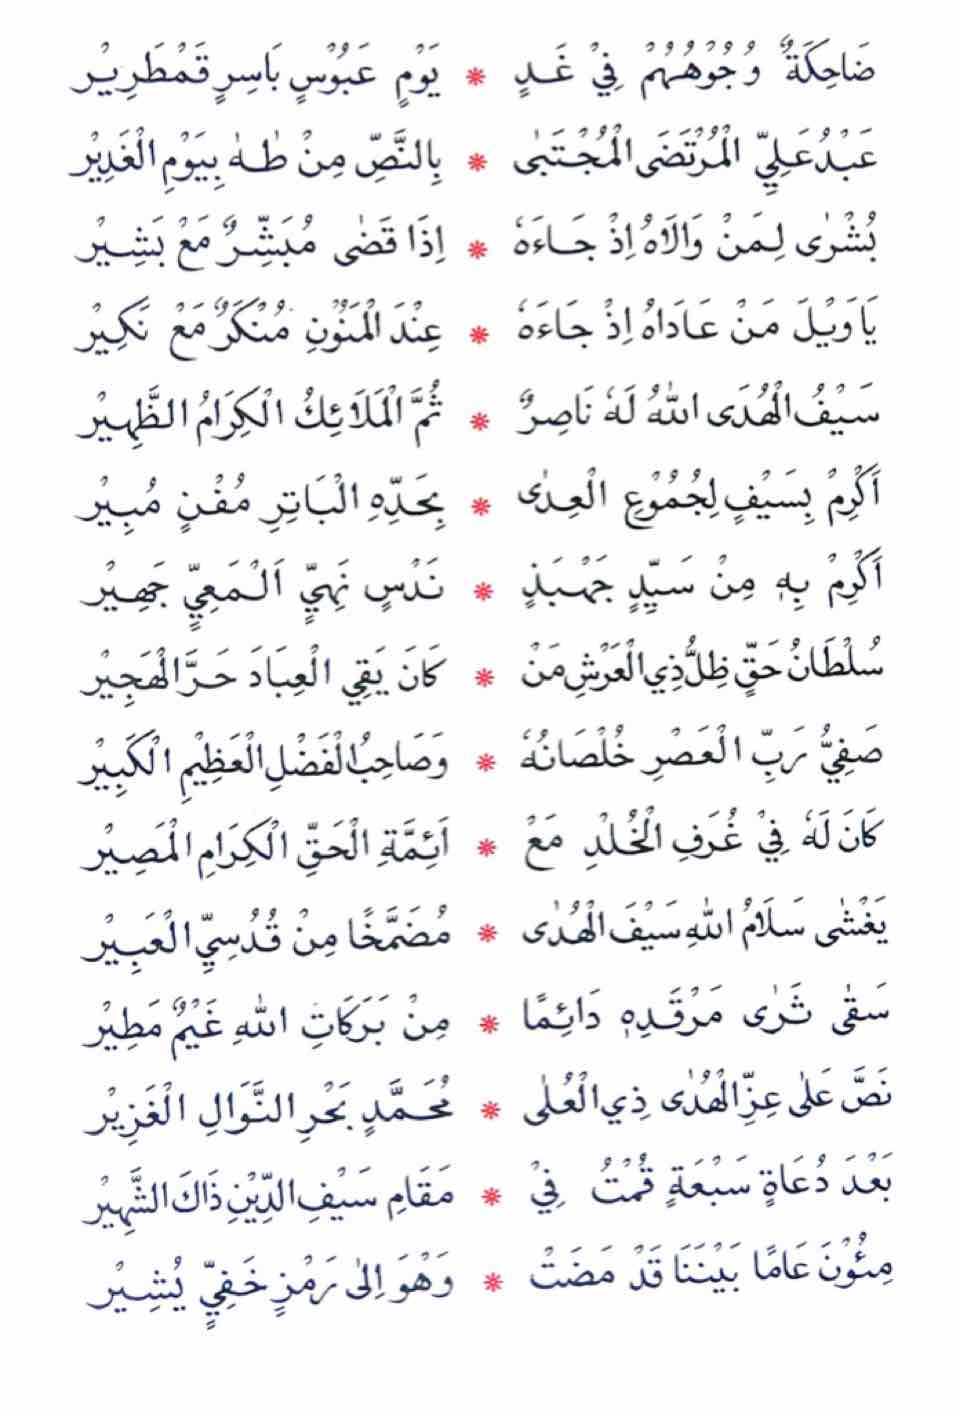 ضَاحِكَةٌ وُجُوْهُهُمْ فِيْ غَدٍ * يَوْمٍ عَبُوْسٍ بَاسِرٍ قَمْطَرِيْر
عَبْدُ عَلِيِّ الْمُرْتَضَى الْمُجْتَبٰى * بِالنَّصِّ مِنْ طٰهٰ بِيَوْمِ الْغَدِيْر
بُشْرٰى لِمَنْ وَالَاهُ اِذْ جَاءَهٗ * اِذَا قَضٰى مُبَشِّرٌ مَعْ بَشِيْر
يَا وَيْلَ مَنْ عَادَاهُ اِذْ جَاءَهٗ * عِنْدَ الْمَنُوْنِ مُنْكَرٌ مَعْ نَكِيْر
سَيْفُ الْهُدَى اللهُ لَهٗ نَاصِرٌ * ثُمَّ الْمَلَائِكُ الْكِرَامُ الظَّهِيْر
اَكْرِمْ بِسَيْفٍ لِجُمُوْعِ الْعِدٰى * بِحَدِّهِ الْبَاتِرِ مُفْنٍ مُبِيْر
اَكْرِمْ بِهٖ مِنْ سَيِّدٍ جَهْبَذٍ * نَدْسٍ نَهِيٍّ اَلْمَعِيٍّ جَهِيْر
سُلْطَانُ حَقٍّ ظِلُّ ذِي الْعَرْشِ مَنْ * كَانَ يَقِي الْعِبَادَ حَرَّ الْهَجِيْر
صَفِيُّ رَبِّ الْعَصْرِ خُلْصَانُهٗ * وَصَاحِبُ الْفَضْلِ الْعَظِيْمِ الْكَبِيْر
كَانَ لَهٗ فِيْ غُرَفِ الْخُلْدِ مَعْ * اَئِمَّةِ الْحَقِّ الْكِرَامِ الْمَصِيْر
يَغْشٰى سَلَامُ اللهِ سَيْفَ الْهُدٰى * مُضَمَّخًا مِنْ قُدُسِيِّ الْعَبِيْر
سَقٰى ثَرٰى مَرْقَدِهٖ دَائِمًا * مِنْ بَرَكَاتِ اللهِ غَيْمٌ مَطِيْر
نَصَّ عَلٰى عِزِّ الْهُدٰى ذِي الْعُلٰى * مُحَمَّدٍ بَحْرِ النَّوَالِ الْغَزِيْر
بَعْدَ دُعَاةٍ سَبْعَةٍ قُمْتُ فِيْ * مَقَامِ سَيْفِ الدِّيْنِ ذَاكَ الشَّهِيْر
مِئُوْنَ عَامًا بَيْنَنَا قَدْ مَضَتْ * وَهْوَ اِلٰى رَمْزٍ خَفِيٍّ يُشِيْر